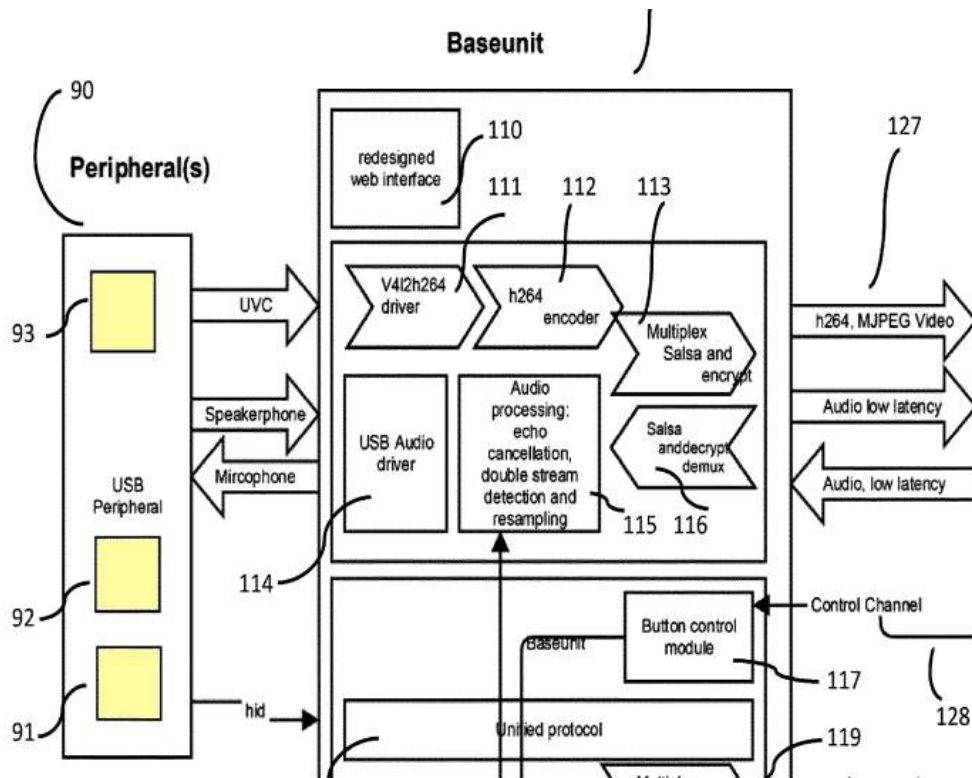 Baseunit
90
Peripheral(s)
redesigned
web interface
110
127
111
112
113
V4l2h264
driver
h264
encoder
Multiplex
Salsa and
encrypt
93
UVC
h264, MJPEG Video
Speakerphone
Mircophone
USB Audio
driver
Audio
processing:
echo
cancellation,
double stream
detection and
resampling
Salsa
anddecrypt
demux
Audio low latency
Audio, low latency
USB
Peripheral
114
115
116
92
Baseunit
Button control
module
Control Channel
117
128
91
hid
Unified protocol
119